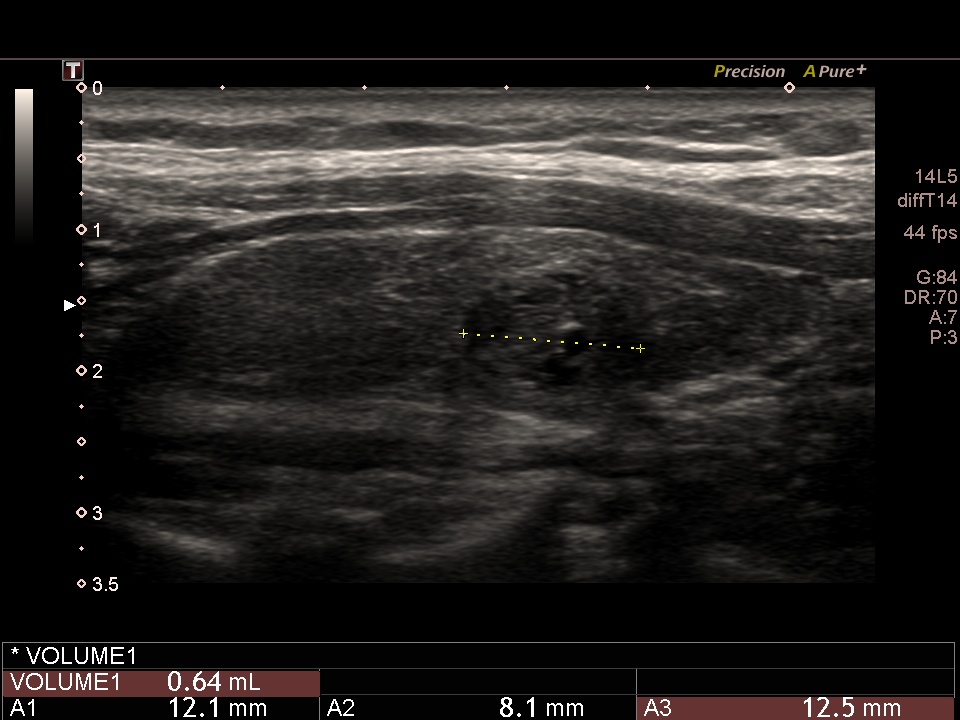 T
Precision A Pure+
0
1
2
3
3.5
14L5
diffT14
44 fps
G:84
DR:70
A:7
P:3
* VOLUME1
VOLUME1 0.64 mL
A1 12.1 mm A2 8.1 mm A3 12.5 mm